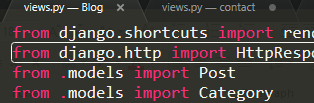 views.py — Blog views.py — contact
from django.shortcuts import
from django.http import
from .models import Post
from .models import Category